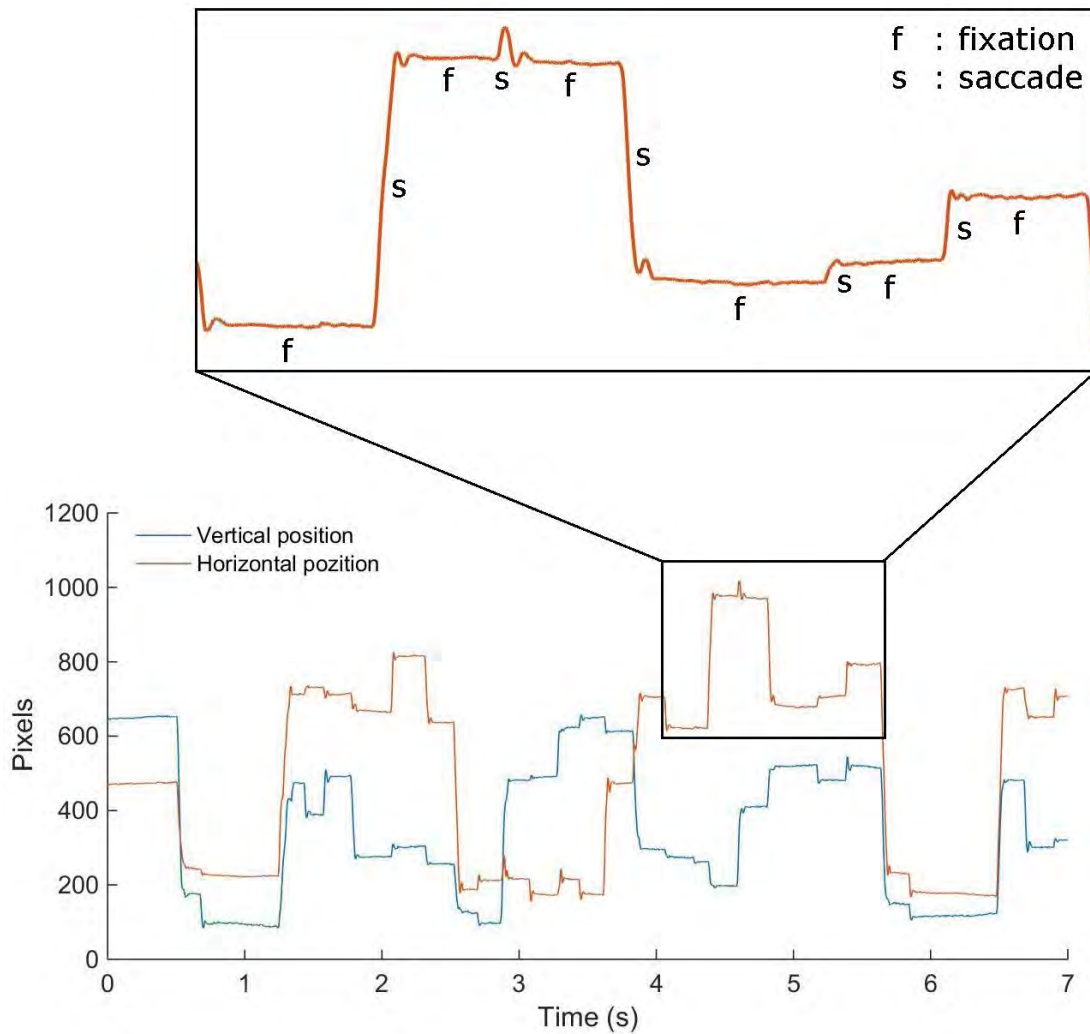 f : fixation
s : saccade
f s f
s s
s f
s f
f
f
1200
Vertical position
Horizontal pozition
1000
800
600
400
200
0
Pixels
0 1 2 3 4 5 6 7
Time (s)